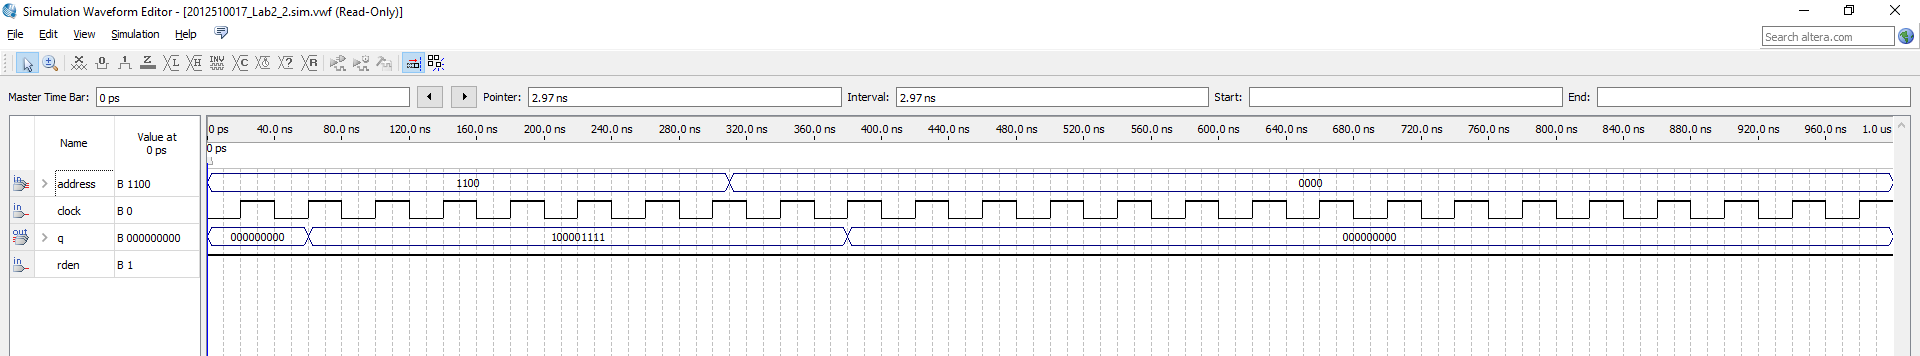 Simulation Waveform Editor - [2012510017_Lab2_2.sim.vwf (Read-Only)]
File Edit View Simulation Help
Search altera.com
Master Time Bar: 0 ps Pointer: 2.97 ns Interval: 2.97 ns Start: End:
Name Value at 0 ps
0 ps 40.0 ns 80.0 ns 120.0 ns 160.0 ns 200.0 ns 240.0 ns 280.0 ns 320.0 ns 360.0 ns 400.0 ns 440.0 ns 480.0 ns 520.0 ns 560.0 ns 600.0 ns 640.0 ns 680.0 ns 720.0 ns 760.0 ns 800.0 ns 840.0 ns 880.0 ns 920.0 ns 960.0 ns 1.0 us
0 ps
in address B 1100 1100 0000
in clock B 0
out q B 000000000 000000000 100001111 000000000
in rden B 1